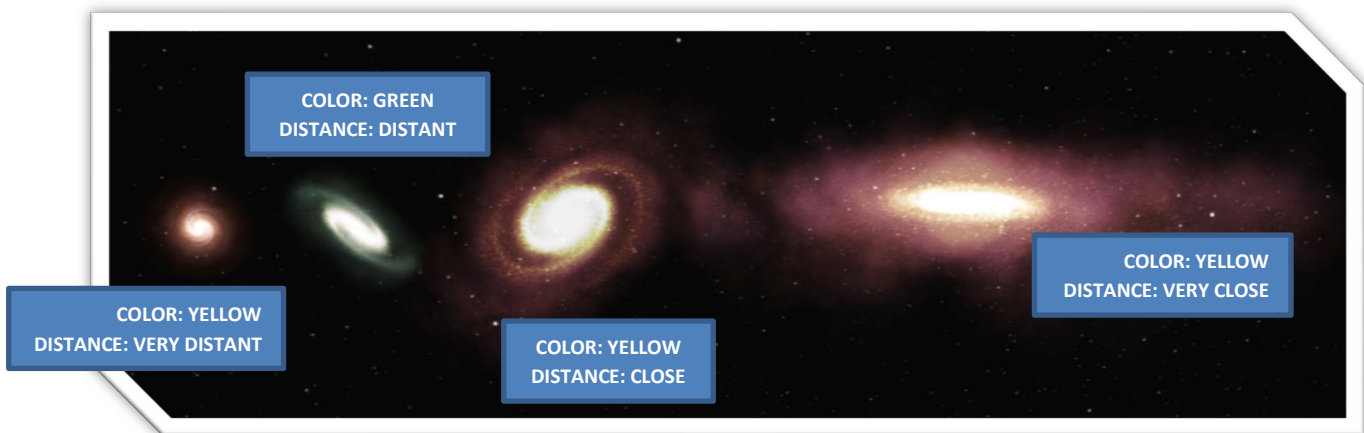 COLOR: GREEN
DISTANCE: DISTANT
COLOR: YELLOW
DISTANCE: VERY DISTANT
COLOR: YELLOW
DISTANCE: CLOSE
COLOR: YELLOW
DISTANCE: VERY CLOSE